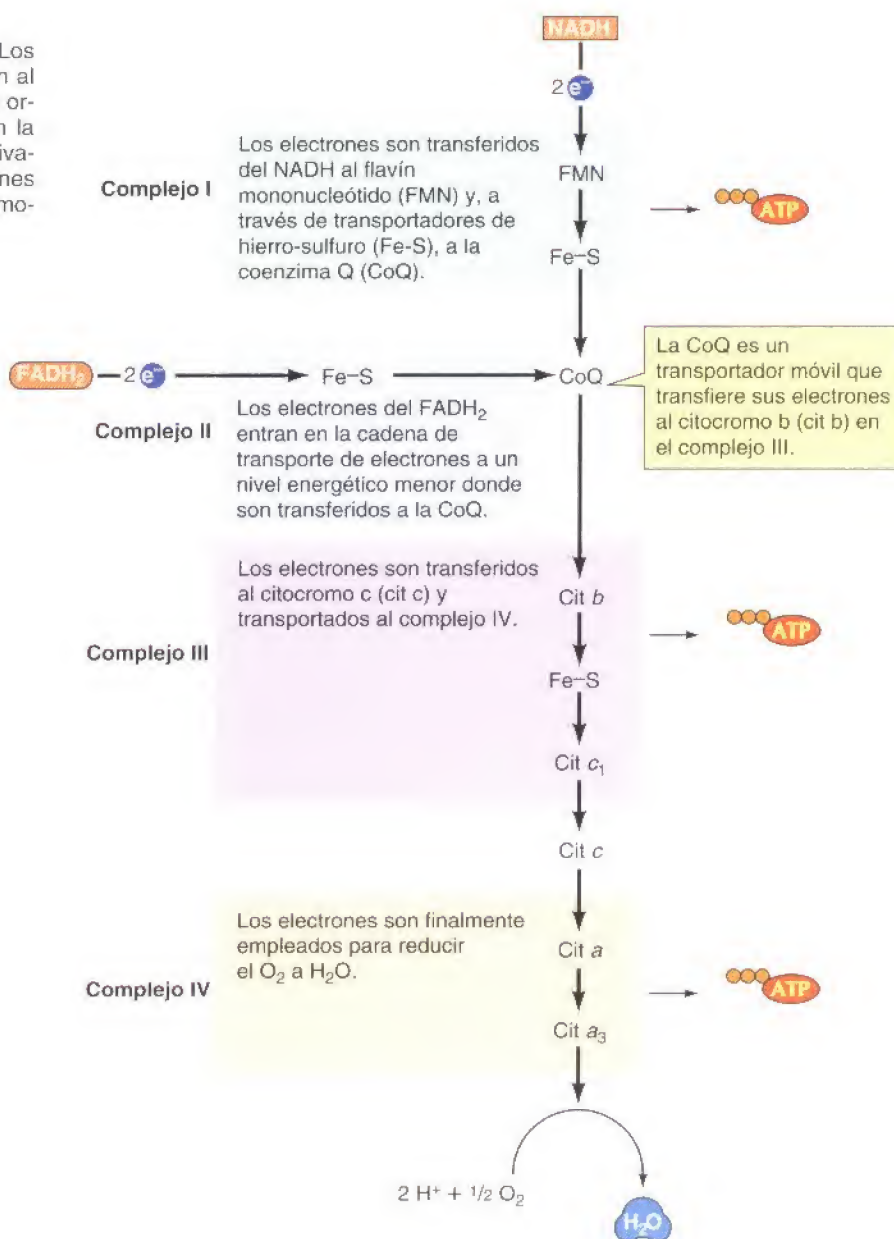 Los
n al
or-
n la
iva-
nes
mo-
NADH
2 e⁻
Complejo I
Los electrones son transferidos
del NADH al flavín
mononucleótido (FMN) y, a
través de transportadores de
hierro-sulfuro (Fe-S), a la
coenzima Q (CoQ).
FMN
ATP
Fe–S
FADH₂
2 e⁻
Fe–S
CoQ
La CoQ es un
transportador móvil que
transfiere sus electrones
al citocromo b (cit b) en
el complejo III.
Complejo II
Los electrones del FADH₂
entran en la cadena de
transporte de electrones a un
nivel energético menor donde
son transferidos a la CoQ.
Complejo III
Los electrones son transferidos
al citocromo c (cit c) y
transportados al complejo IV.
Cit b
ATP
Fe–S
Cit c₁
Cit c
Complejo IV
Los electrones son finalmente
empleados para reducir
el O₂ a H₂O.
Cit a
ATP
Cit a₃
2 H⁺ + ½ O₂
H₂O